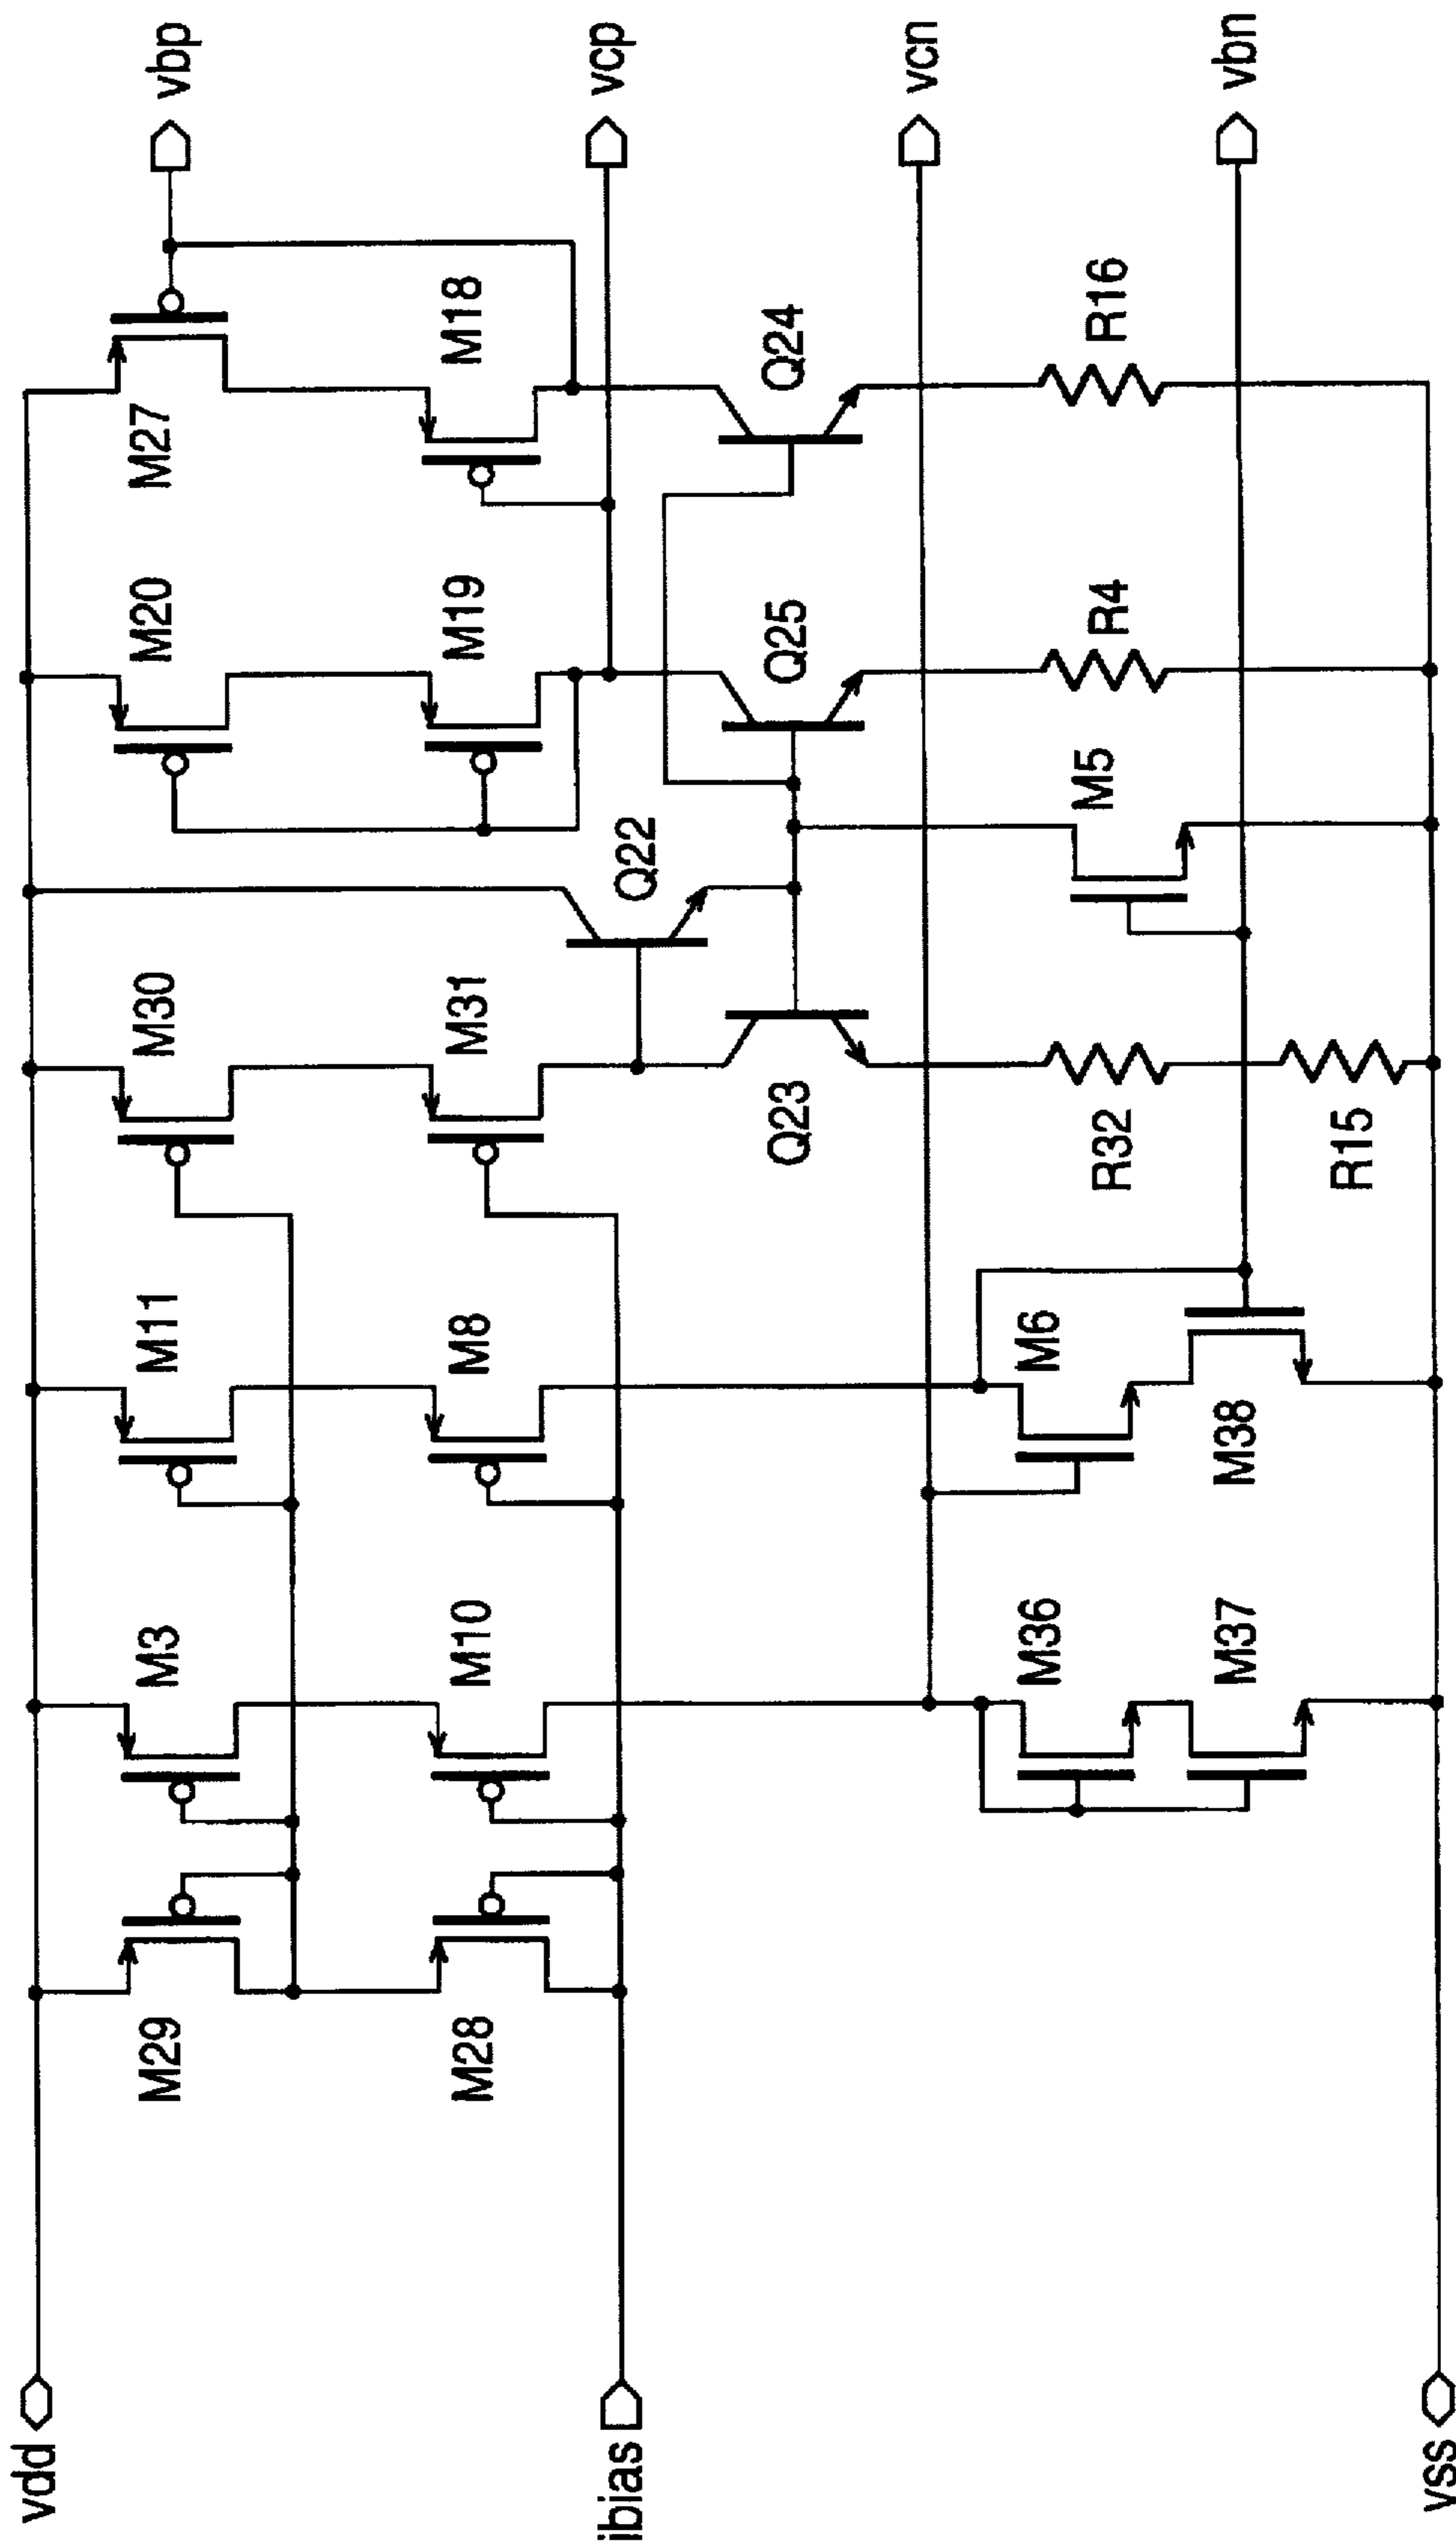 vdd
ibias
vss
M29
M28
M3
M10
M36
M37
M11
M8
M6
M38
M30
M31
Q23
R32
R15
Q22
M5
M20
M19
Q25
R4
M27
M18
Q24
R16
vbp
vcp
vcn
vbn